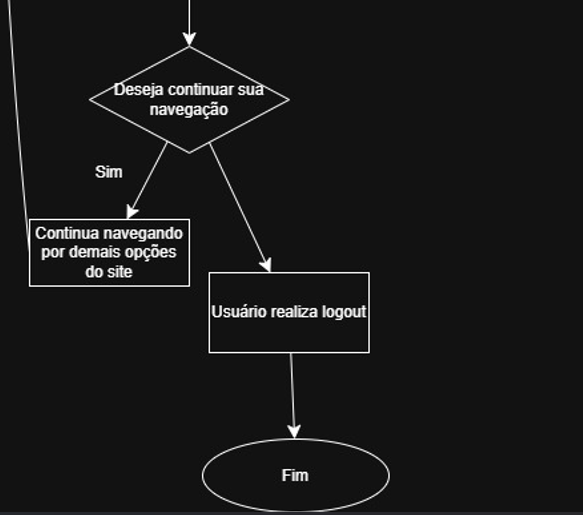 Deseja continuar sua
navegação
Sim
Continua navegando
por demais opções
do site
Usuário realiza logout
Fim